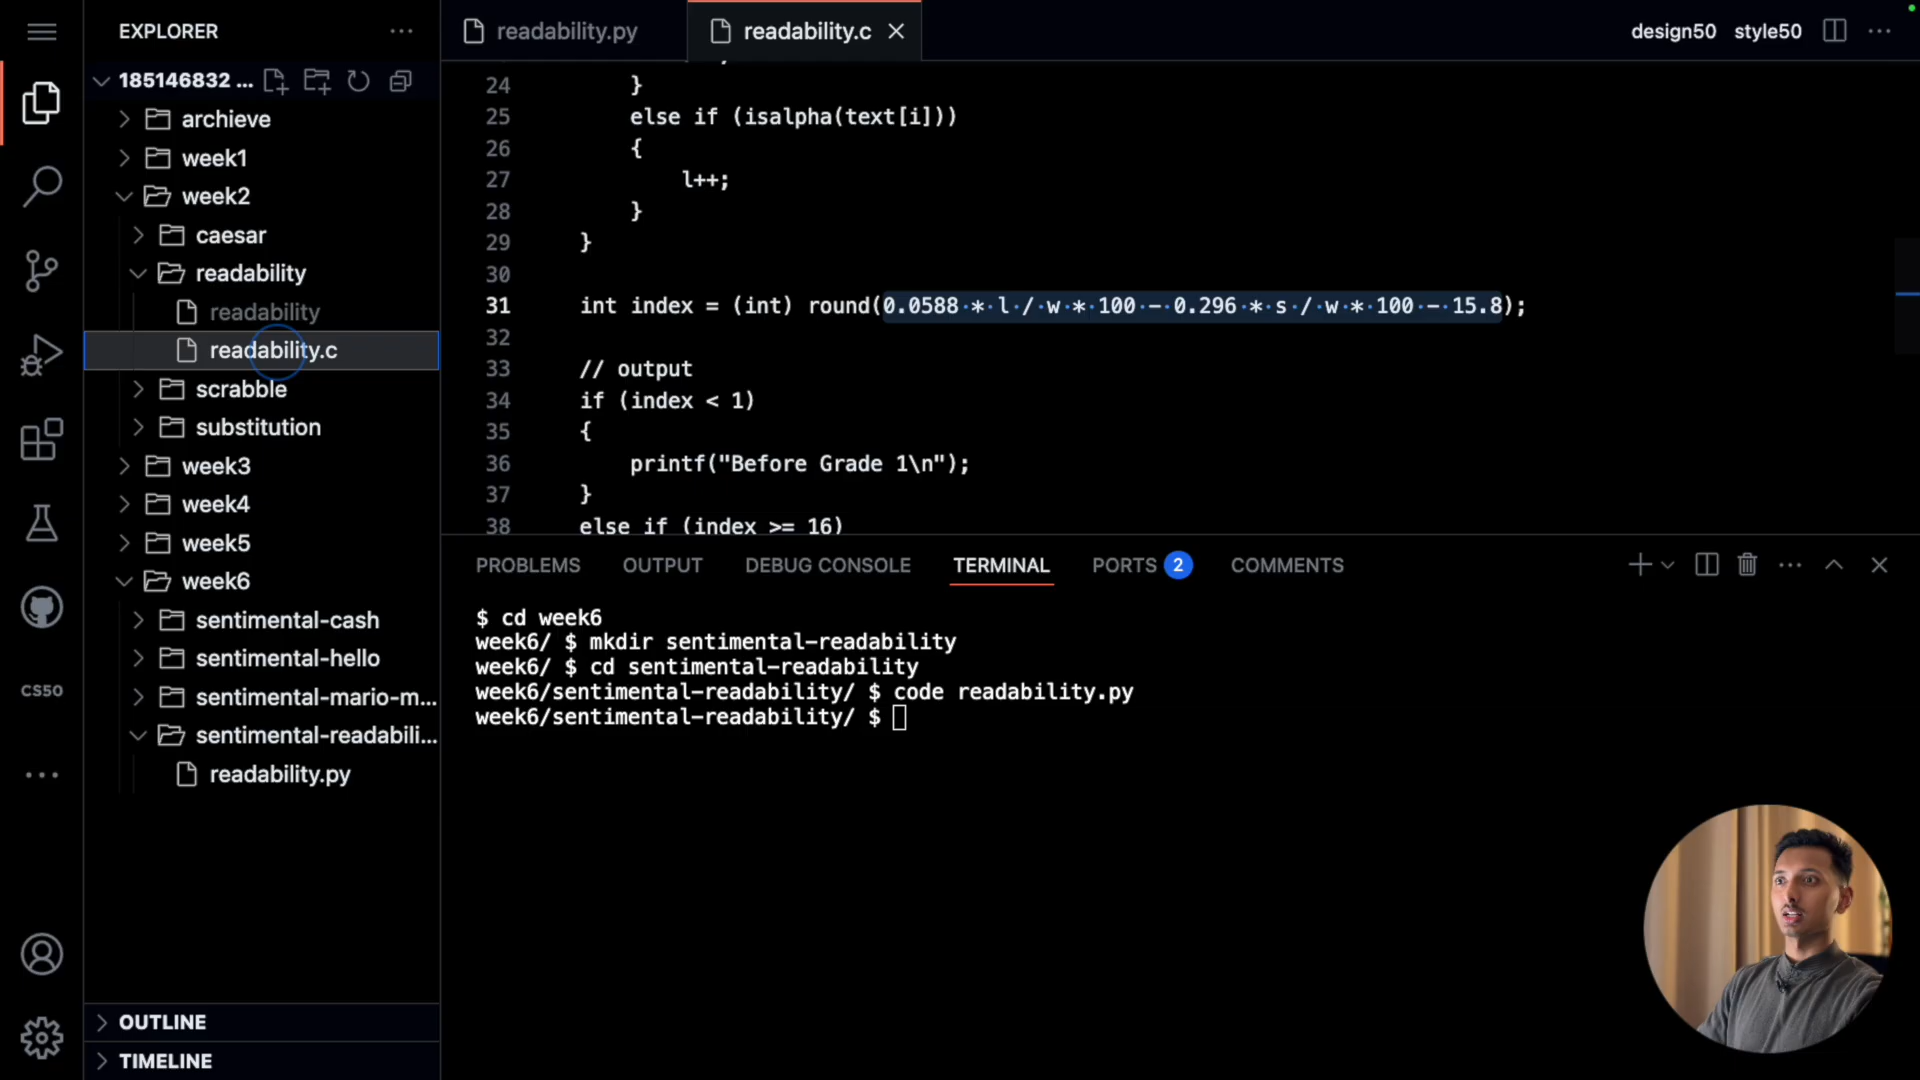 EXPLORER
185146832 ...
archieve
week1
week2
caesar
readability
readability
readability.c
scrabble
substitution
week3
week4
week5
week6
sentimental-cash
sentimental-hello
sentimental-mario-m...
sentimental-readabili...
readability.py
OUTLINE
TIMELINE
CS50
readability.py
readability.c
design50
style50
24 }
25 else if (isalpha(text[i]))
26 {
27 l++;
28 }
29 }
30
31 int index = (int) round(0.0588 * l / w * 100 - 0.296 * s / w * 100 - 15.8);
32
33 // output
34 if (index < 1)
35 {
36 printf("Before Grade 1\n");
37 }
38 else if (index >= 16)
PROBLEMS OUTPUT DEBUG CONSOLE TERMINAL PORTS 2 COMMENTS
$ cd week6
week6/ $ mkdir sentimental-readability
week6/ $ cd sentimental-readability
week6/sentimental-readability/ $ code readability.py
week6/sentimental-readability/ $